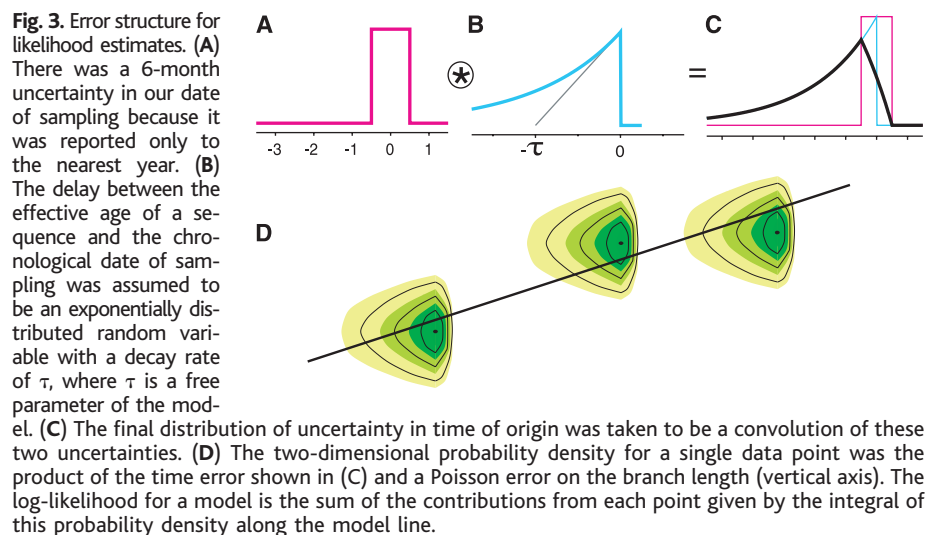 Fig. 3. Error structure for
likelihood estimates. (A)
There was a 6-month
uncertainty in our date
of sampling because it
was reported only to
the nearest year. (B)
The delay between the
effective age of a se-
quence and the chro-
nological date of sam-
pling was assumed to
be an exponentially dis-
tributed random vari-
able with a decay rate
of τ, where τ is a free
parameter of the mod-
el. (C) The final distribution of uncertainty in time of origin was taken to be a convolution of these
two uncertainties. (D) The two-dimensional probability density for a single data point was the
product of the time error shown in (C) and a Poisson error on the branch length (vertical axis). The
log-likelihood for a model is the sum of the contributions from each point given by the integral of
this probability density along the model line.
A
-3 -2 -1 0 1
⊛
B
-τ 0
=
C
D